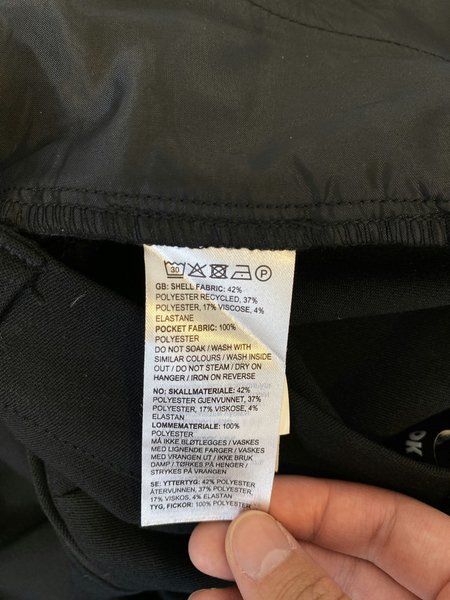 30 P
GB: SHELL FABRIC: 42%
POLYESTER RECYCLED, 37%
POLYESTER, 17% VISCOSE, 4%
ELASTANE
POCKET FABRIC: 100%
POLYESTER
DO NOT SOAK / WASH WITH
SIMILAR COLOURS / WASH INSIDE
OUT / DO NOT STEAM / DRY ON
HANGER / IRON ON REVERSE
NO: SKALLMATERIALE: 42%
POLYESTER GJENVUNNET, 37%
POLYESTER, 17% VISKOSE, 4%
ELASTAN
LOMMEMATERIALE: 100%
POLYESTER
MÅ IKKE BLØTLEGGES / VASKES
MED LIGNENDE FARGER / VASKES
MED VRANGEN UT / IKKE BRUK
DAMP / TØRKES PÅ HENGER /
STRYKES PÅ VRANGEN
SE: YTTERTYG: 42% POLYESTER
ÅTERVUNNEN, 37% POLYESTER,
17% VISKOS, 4% ELASTAN
TYG, FICKOR: 100% POLYESTER
OK